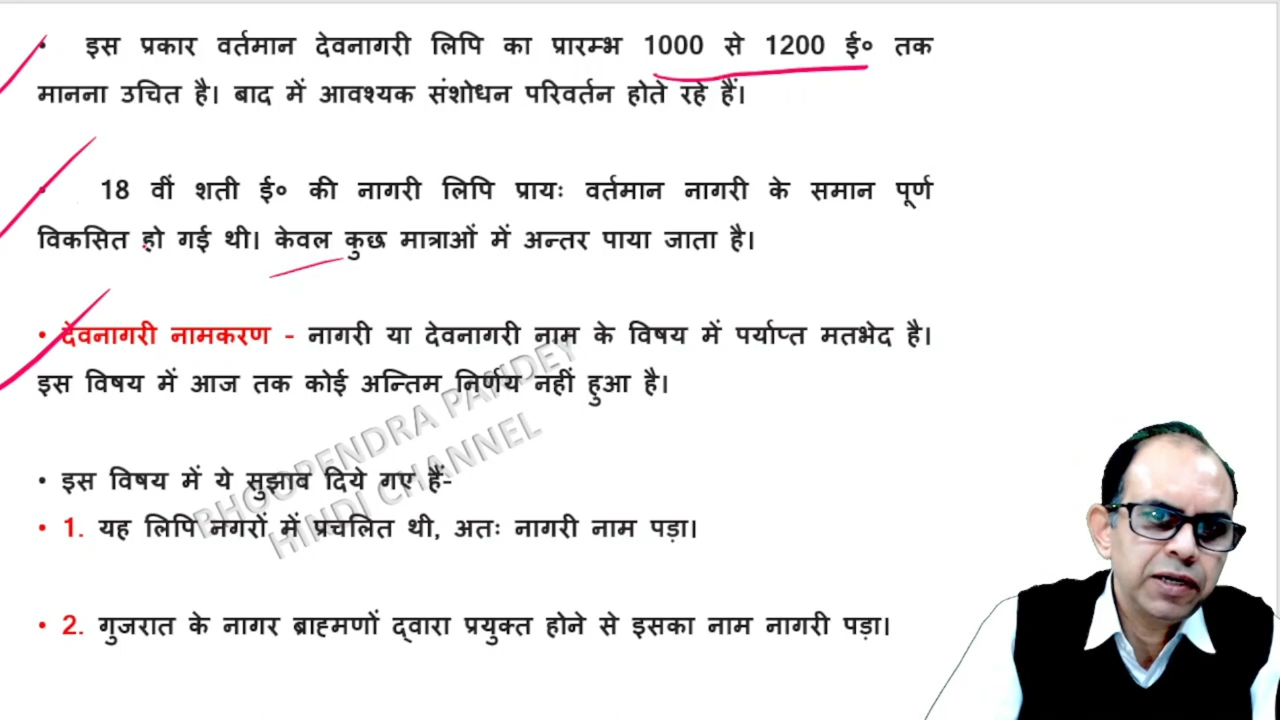 • इस प्रकार वर्तमान देवनागरी लिपि का प्रारम्भ 1000 से 1200 ई० तक
मानना उचित है। बाद में आवश्यक संशोधन परिवर्तन होते रहे हैं।
• 18 वीं शती ई० की नागरी लिपि प्रायः वर्तमान नागरी के समान पूर्ण
विकसित हो गई थी। केवल कुछ मात्राओं में अन्तर पाया जाता है।
• देवनागरी नामकरण - नागरी या देवनागरी नाम के विषय में पर्याप्त मतभेद है।
इस विषय में आज तक कोई अन्तिम निर्णय नहीं हुआ है।
• इस विषय में ये सुझाव दिये गए हैं-
• 1. यह लिपि नगरों में प्रचलित थी, अतः नागरी नाम पड़ा।
• 2. गुजरात के नागर ब्राह्मणों द्वारा प्रयुक्त होने से इसका नाम नागरी पड़ा।
BHOOPENDRA PANDEY
HINDI CHANNEL